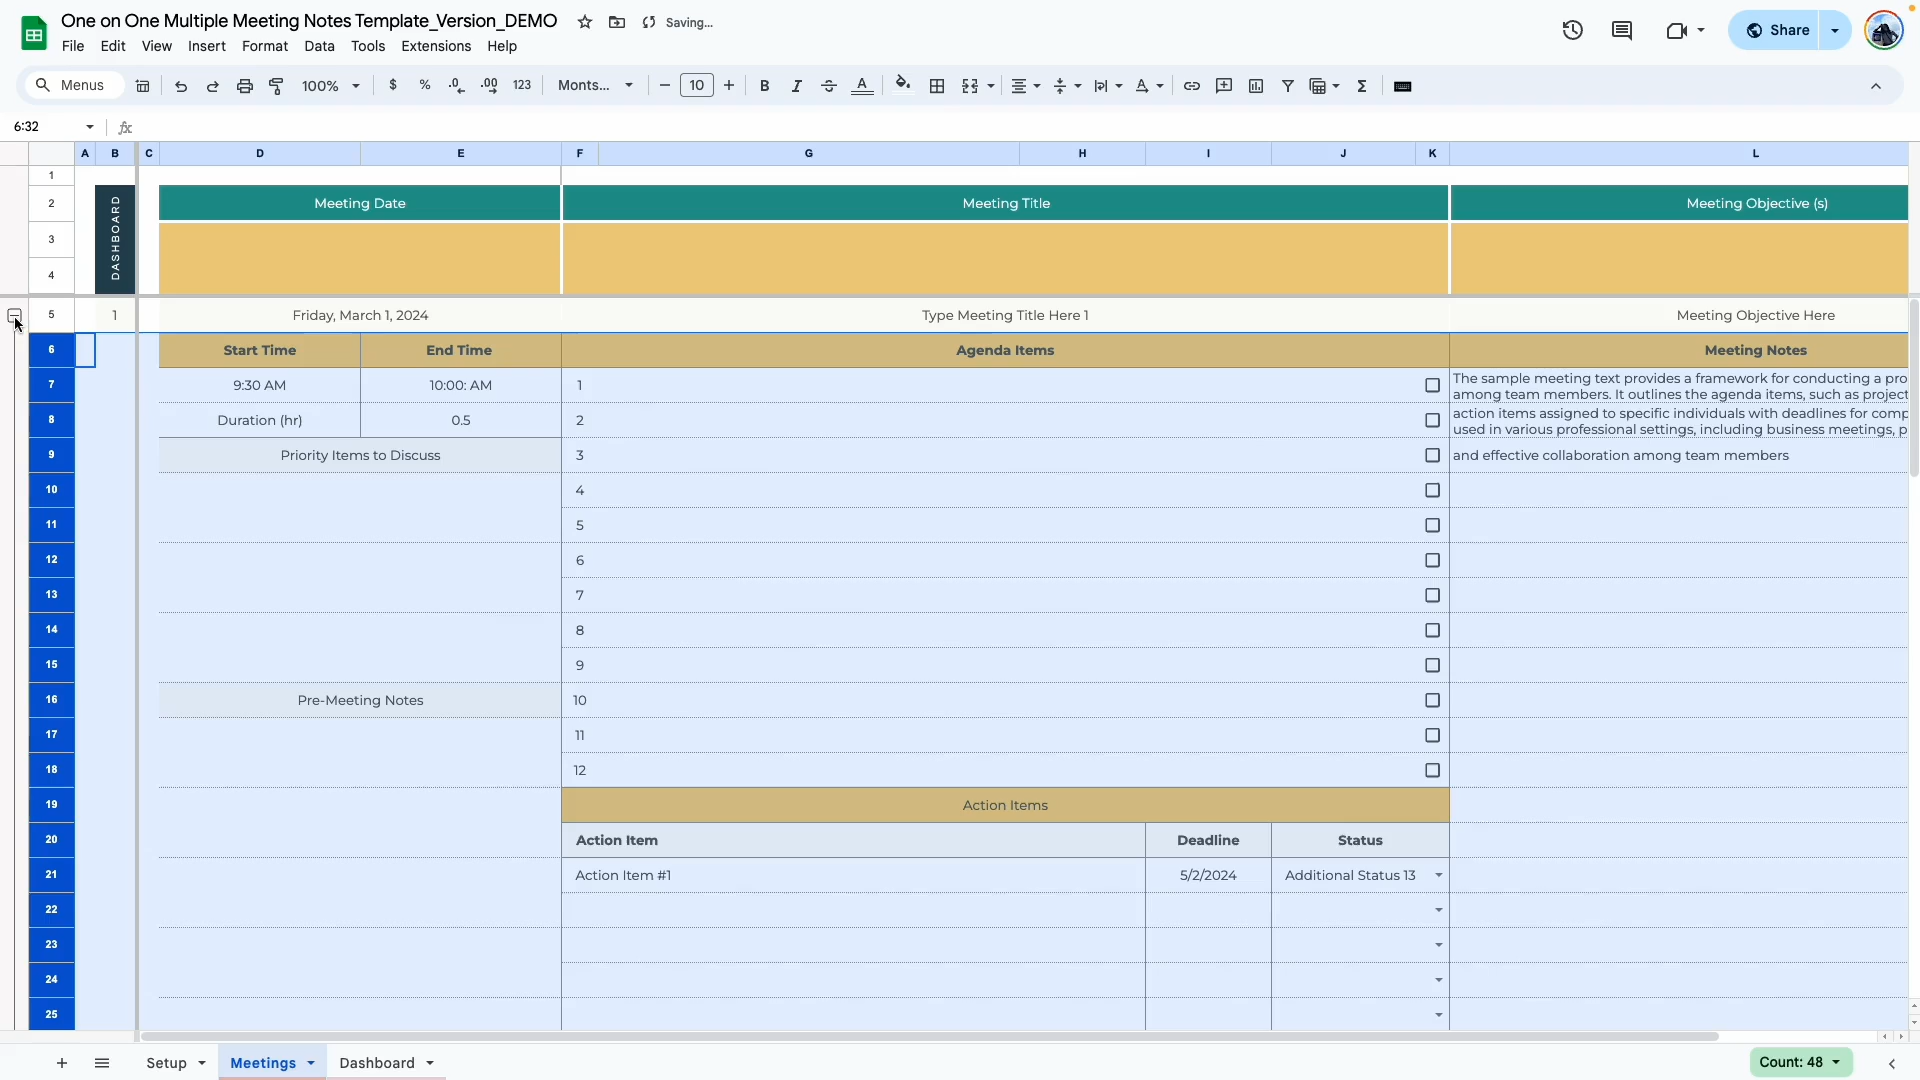 One on One Multiple Meeting Notes Template_Version_DEMO Saving...
File Edit View Insert Format Data Tools Extensions Help
Share
Menus 100% $ % .0 .00 123 Monts... 10 B I A
6:32 fx
A B C D E F G H I J K L
1
2 Meeting Date Meeting Title Meeting Objective (s)
DASHBOARD
3
4
5 1 Friday, March 1, 2024 Type Meeting Title Here 1 Meeting Objective Here
6 Start Time End Time Agenda Items Meeting Notes
7 9:30 AM 10:00: AM 1 The sample meeting text provides a framework for conducting a pro
among team members. It outlines the agenda items, such as project
8 Duration (hr) 0.5 2 action items assigned to specific individuals with deadlines for comp
used in various professional settings, including business meetings, p
9 Priority Items to Discuss 3 and effective collaboration among team members
10 4
11 5
12 6
13 7
14 8
15 9
16 Pre-Meeting Notes 10
17 11
18 12
19 Action Items
20 Action Item Deadline Status
21 Action Item #1 5/2/2024 Additional Status 13
22
23
24
25
Setup Meetings Dashboard Count: 48